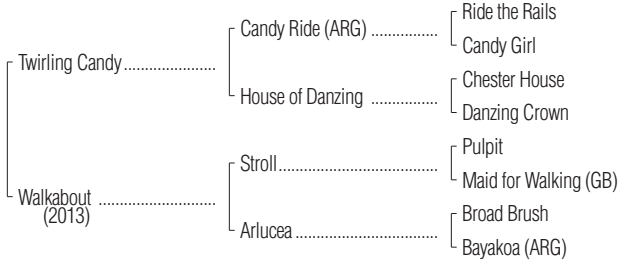 Ride the Rails
Candy Ride (ARG) ................
Candy Girl
Twirling Candy ......................
Chester House
House of Danzing ................
Danzing Crown
Pulpit
Stroll ......................................
Maid for Walking (GB)
Walkabout ............................
(2013)
Broad Brush
Arlucea ..................................
Bayakoa (ARG)